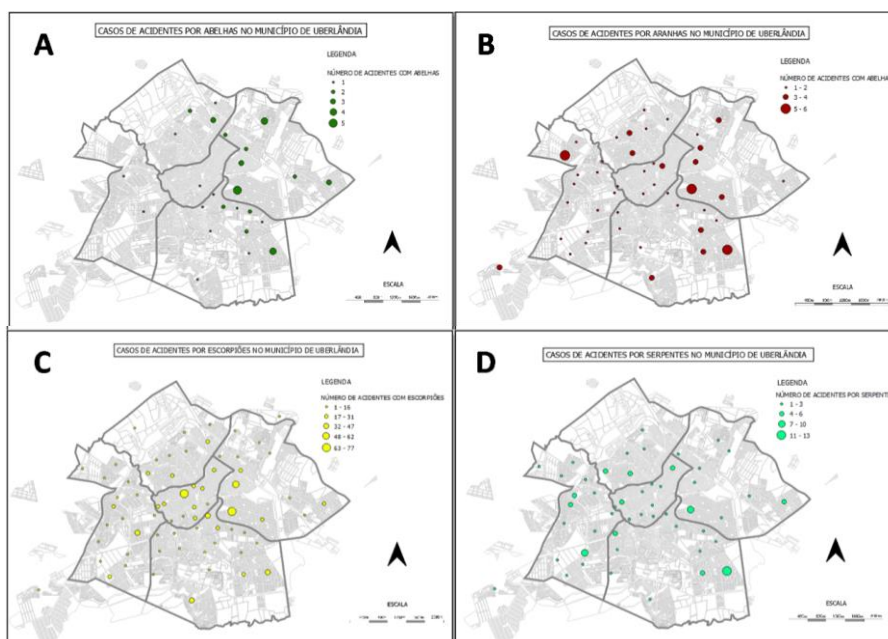 A
CASOS DE ACIDENTES POR ABELHAS NO MUNICÍPIO DE UBERLÂNDIA
LEGENDA
NÚMERO DE ACIDENTES COM ABELHAS
1
2
3
4
5
ESCALA
B
CASOS DE ACIDENTES POR ARANHAS NO MUNICÍPIO DE UBERLÂNDIA
LEGENDA
NÚMERO DE ACIDENTES COM ABELHAS
1 - 2
3 - 4
5 - 6
ESCALA
C
CASOS DE ACIDENTES POR ESCORPIÕES NO MUNICÍPIO DE UBERLÂNDIA
LEGENDA
NÚMERO DE ACIDENTES COM ESCORPIÕES
17 - 31
32 - 47
48 - 62
63 - 77
ESCALA
D
CASOS DE ACIDENTES POR SERPENTES NO MUNICÍPIO DE UBERLÂNDIA
LEGENDA
NÚMERO DE ACIDENTES POR SERPENTE
1 - 3
4 - 6
7 - 10
11 - 13
ESCALA